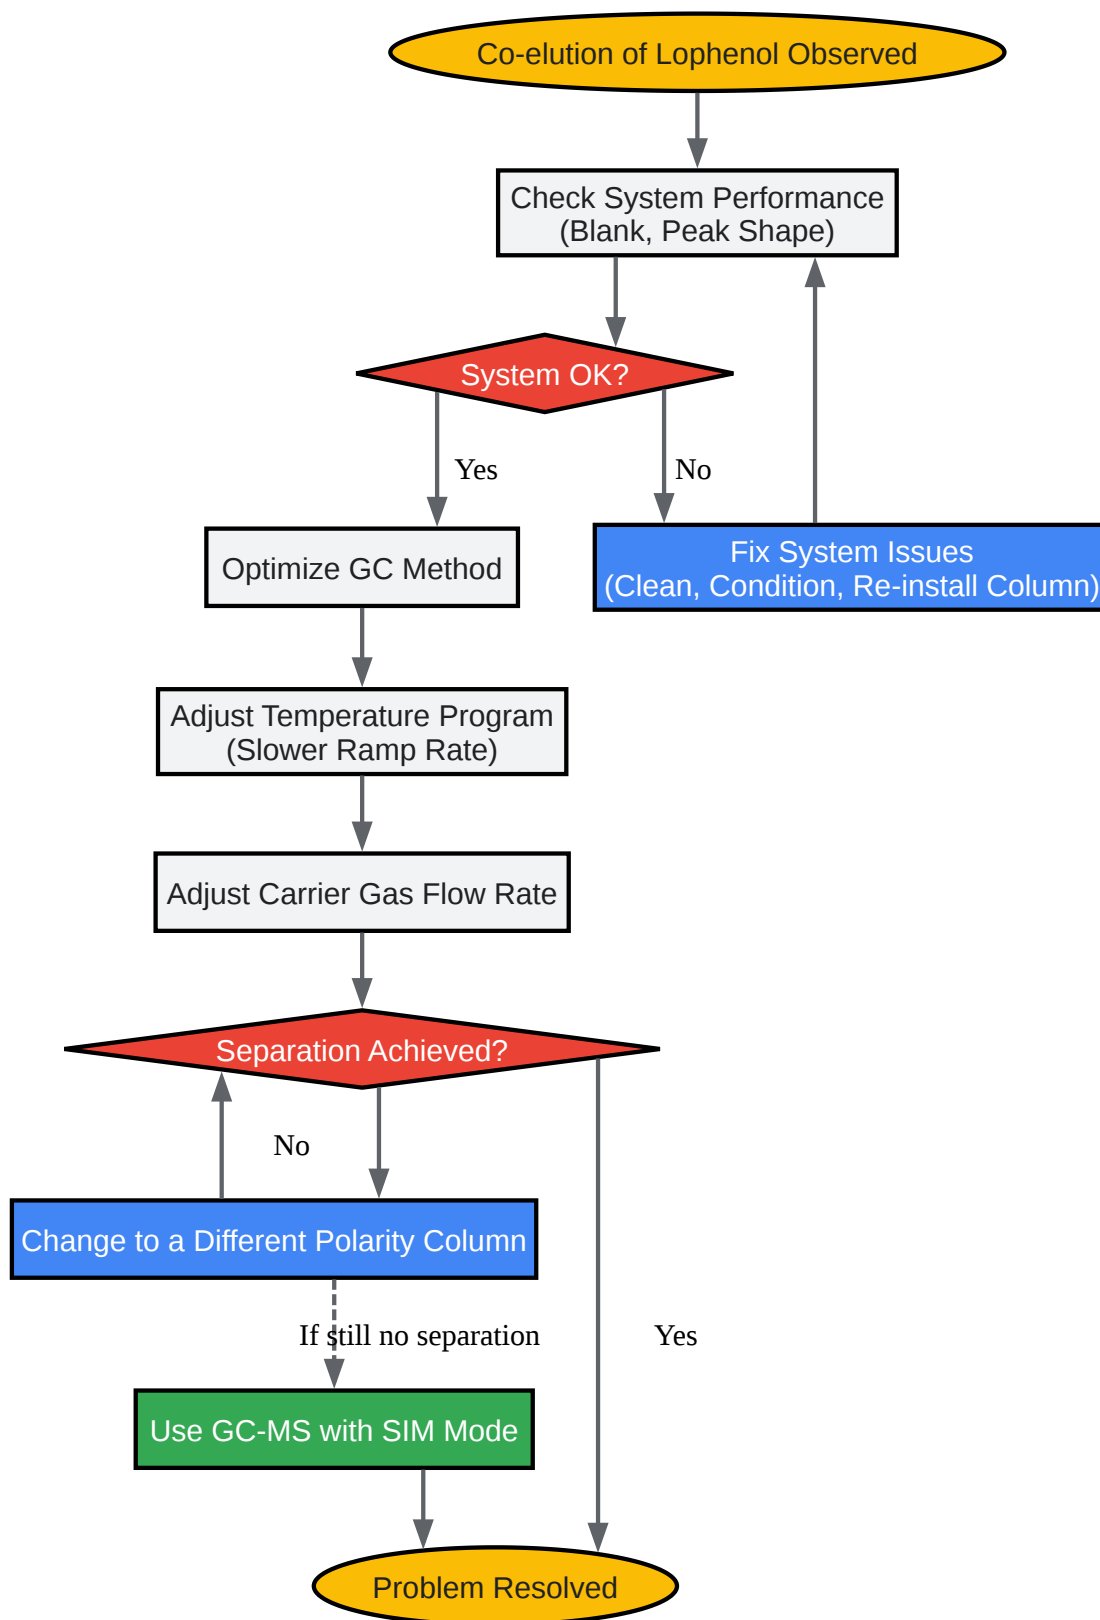 Co-elution of Lophenol Observed
Check System Performance
(Blank, Peak Shape)
System OK?
Yes
No
Optimize GC Method
Fix System Issues
(Clean, Condition, Re-install Column)
Adjust Temperature Program
(Slower Ramp Rate)
Adjust Carrier Gas Flow Rate
Separation Achieved?
No
Change to a Different Polarity Column
If still no separation
Yes
Use GC-MS with SIM Mode
Problem Resolved